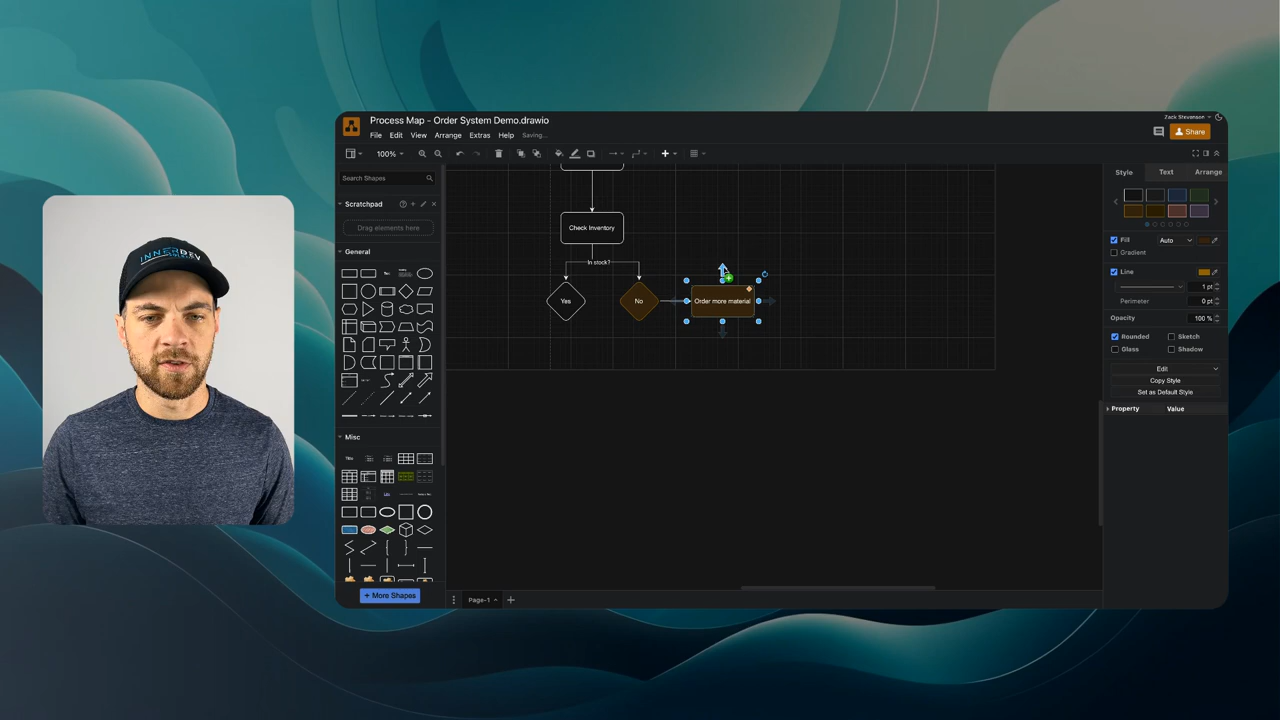 Process Map - Order System Demo.drawio
Zack Stevenson
File Edit View Arrange Extras Help Saving...
Share
100%
Style Text Arrange
Search Shapes
Scratchpad
Drag elements here
General
Text
Misc
Title
+ More Shapes
Check Inventory
In stock?
Yes
No
Order more material
Page-1
Fill
Auto
Gradient
Line
1 pt
Perimeter
0 pt
Opacity
100 %
Rounded
Sketch
Glass
Shadow
Edit
Copy Style
Set as Default Style
Property
Value
INNERDEV